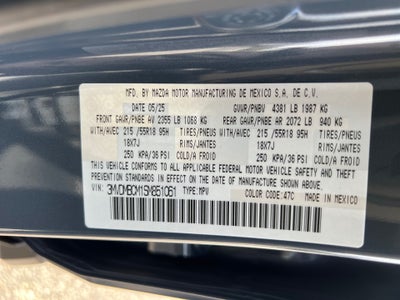 MFD. BY MAZDA MOTOR MANUFACTURING DE MEXICO S.A. DE C.V.
DATE 05/25 GVWR/PNBV 4381 LB 1987 KG
FRONT GAWR/PNBE AV 2355 LB 1068 KG REAR GAWR/PNBE AR 2072 LB 940 KG
WITH/AVEC 215/55R18 95H TIRES/PNEUS WITH/AVEC 215/55R18 95H TIRES/PNEUS
18X7J RIMS/JANTES 18X7J RIMS/JANTES
250 KPA/36 PSI COLD/A FROID 250 KPA/36 PSI COLD/A FROID
THIS VEHICLE CONFORMS TO ALL APPLICABLE FEDERAL MOTOR VEHICLE SAFETY AND THEFT
PREVENTION STANDARDS IN EFFECT ON THE DATE OF MANUFACTURE SHOWN ABOVE.
VIN: TYPE:MPV COLOR CODE:47C MADE IN MEXICO